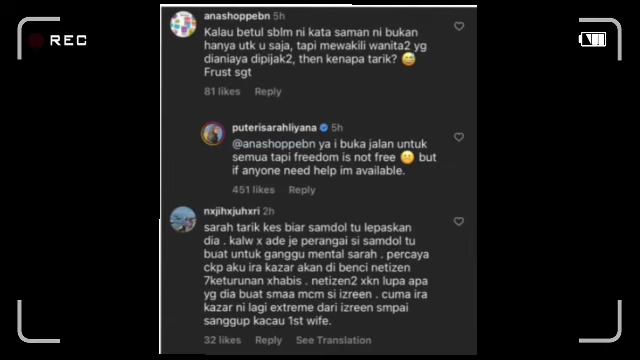 REC
anashoppebn 5h
Kalau betul sblm ni kata saman ni bukan
hanya utk u saja, tapi mewakili wanita2 yg
dianiaya dipijak2, then kenapa tarik? 😅
Frust sgt
81 likes Reply
puterisarahliyana 5h
@anashoppebn ya i buka jalan untuk
semua tapi freedom is not free 🙁 but
if anyone need help im available.
451 likes Reply
nxjihxjuhxri 2h
sarah tarik kes biar samdol tu lepaskan
dia . kalw x ade je perangai si samdol tu
buat untuk ganggu mental sarah . percaya
ckp aku ira kazar akan di benci netizen
7keturunan xhabis . netizen2 xkn lupa apa
yg dia buat smaa mcm si izreen . cuma ira
kazar ni lagi extreme dari izreen smpai
sanggup kacau 1st wife.
32 likes Reply See Translation